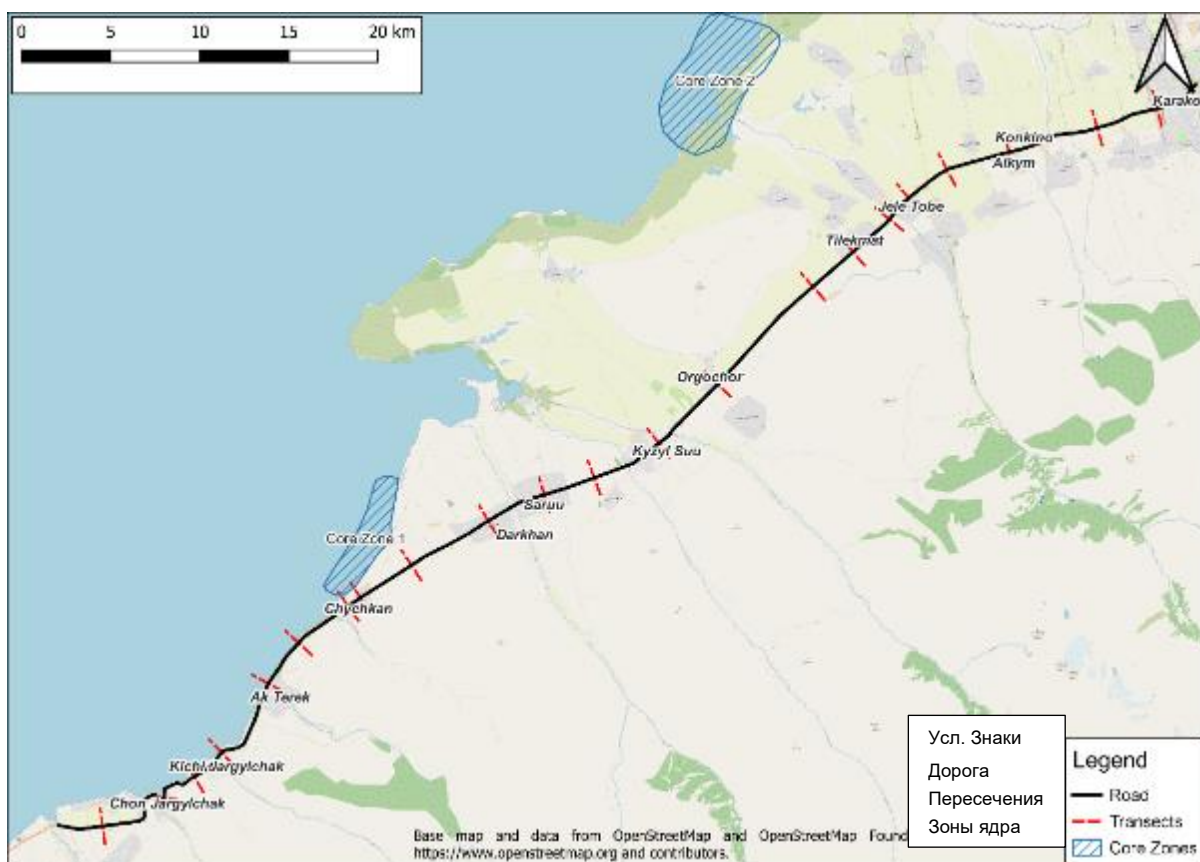 0 5 10 15 20 km
Core Zone 2
Karako
Konkino
Alkym
Jele Tobe
Tilekmat
Orgochor
Kyzyl Suu
Saruu
Darkhan
Core Zone 1
Chychkan
Ak Terek
Kichi Jargylchak
Chon Jargylchak
Усл. Знаки
Дорога
Пересечения
Зоны ядра
Legend
Road
Transects
Core Zones
Base map and data from OpenStreetMap and OpenStreetMap Found
https://www.openstreetmap.org and contributors.